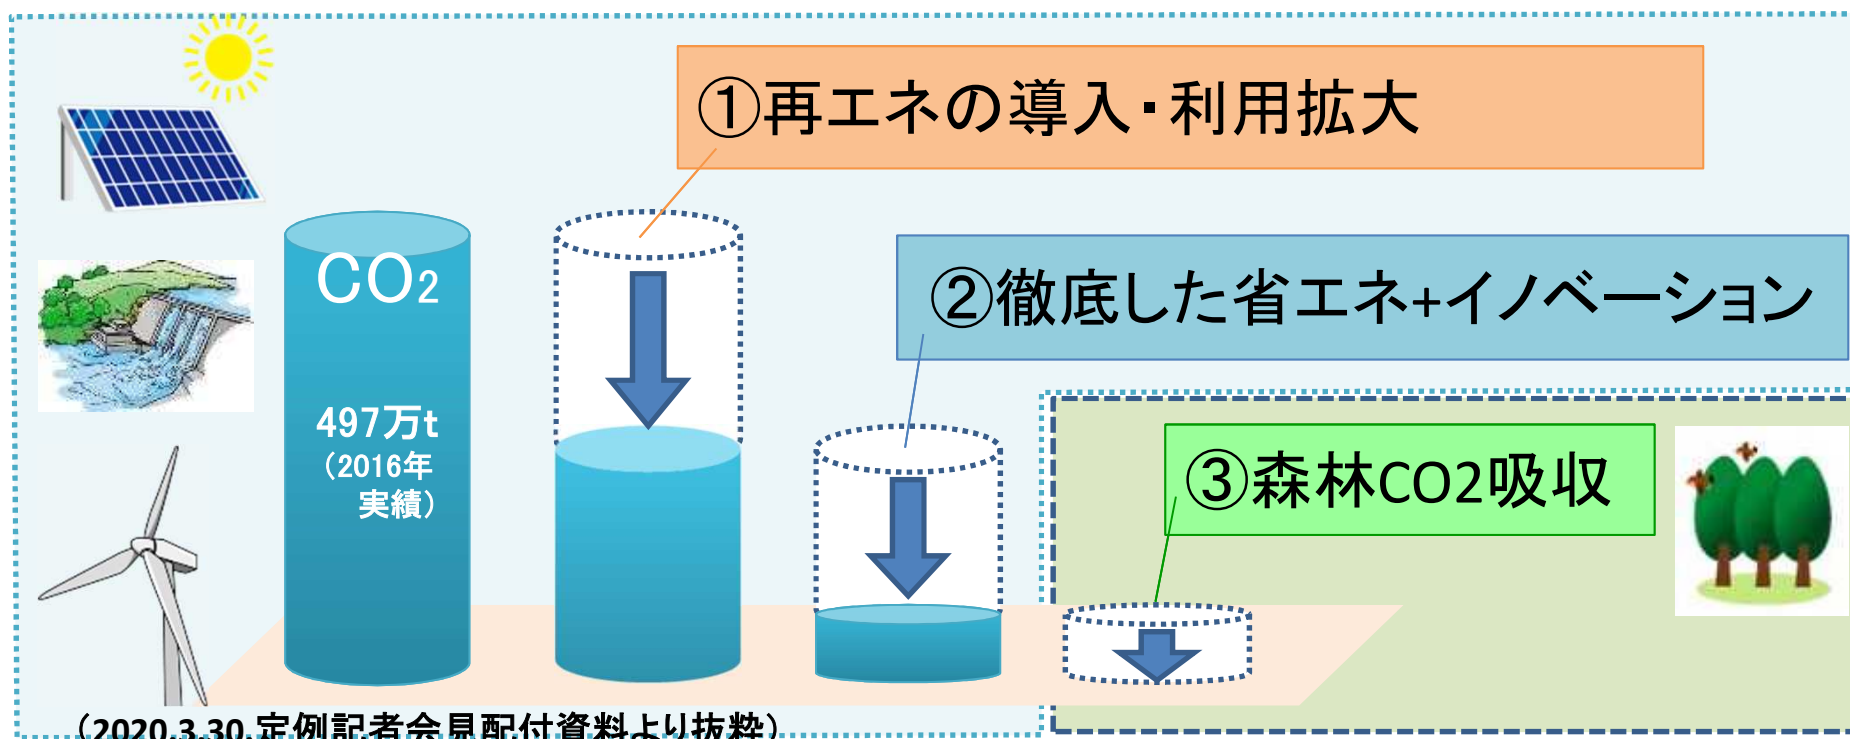 ①再エネの導入・利用拡大
②徹底した省エネ+イノベーション
③森林CO2吸収
CO2
497万t
（2016年
実績）
（2020.3.30.定例記者会見配付資料より抜粋）